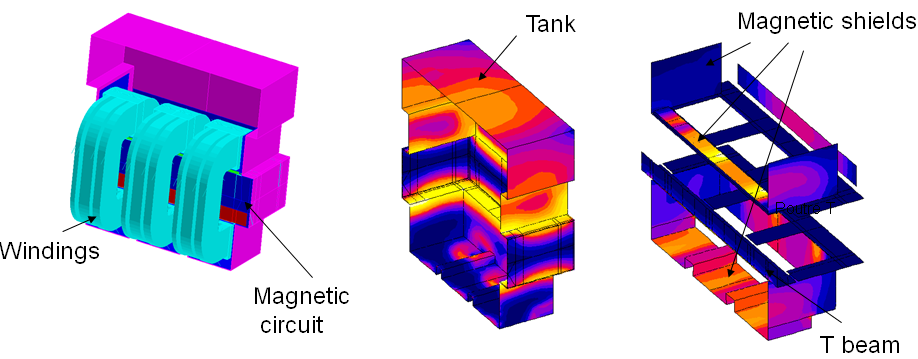 Tank
Magnetic shields
Windings
Magnetic
circuit
T beam